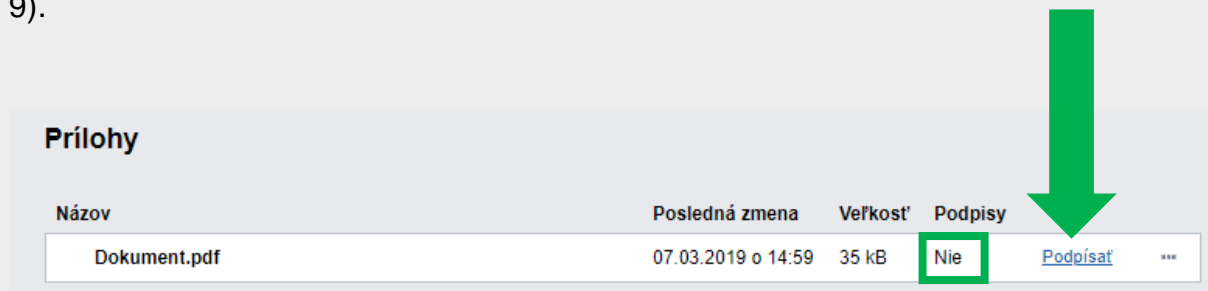 9).
Prílohy
Názov Posledná zmena Veľkosť Podpisy
Dokument.pdf 07.03.2019 o 14:59 35 kB Nie Podpísať ...